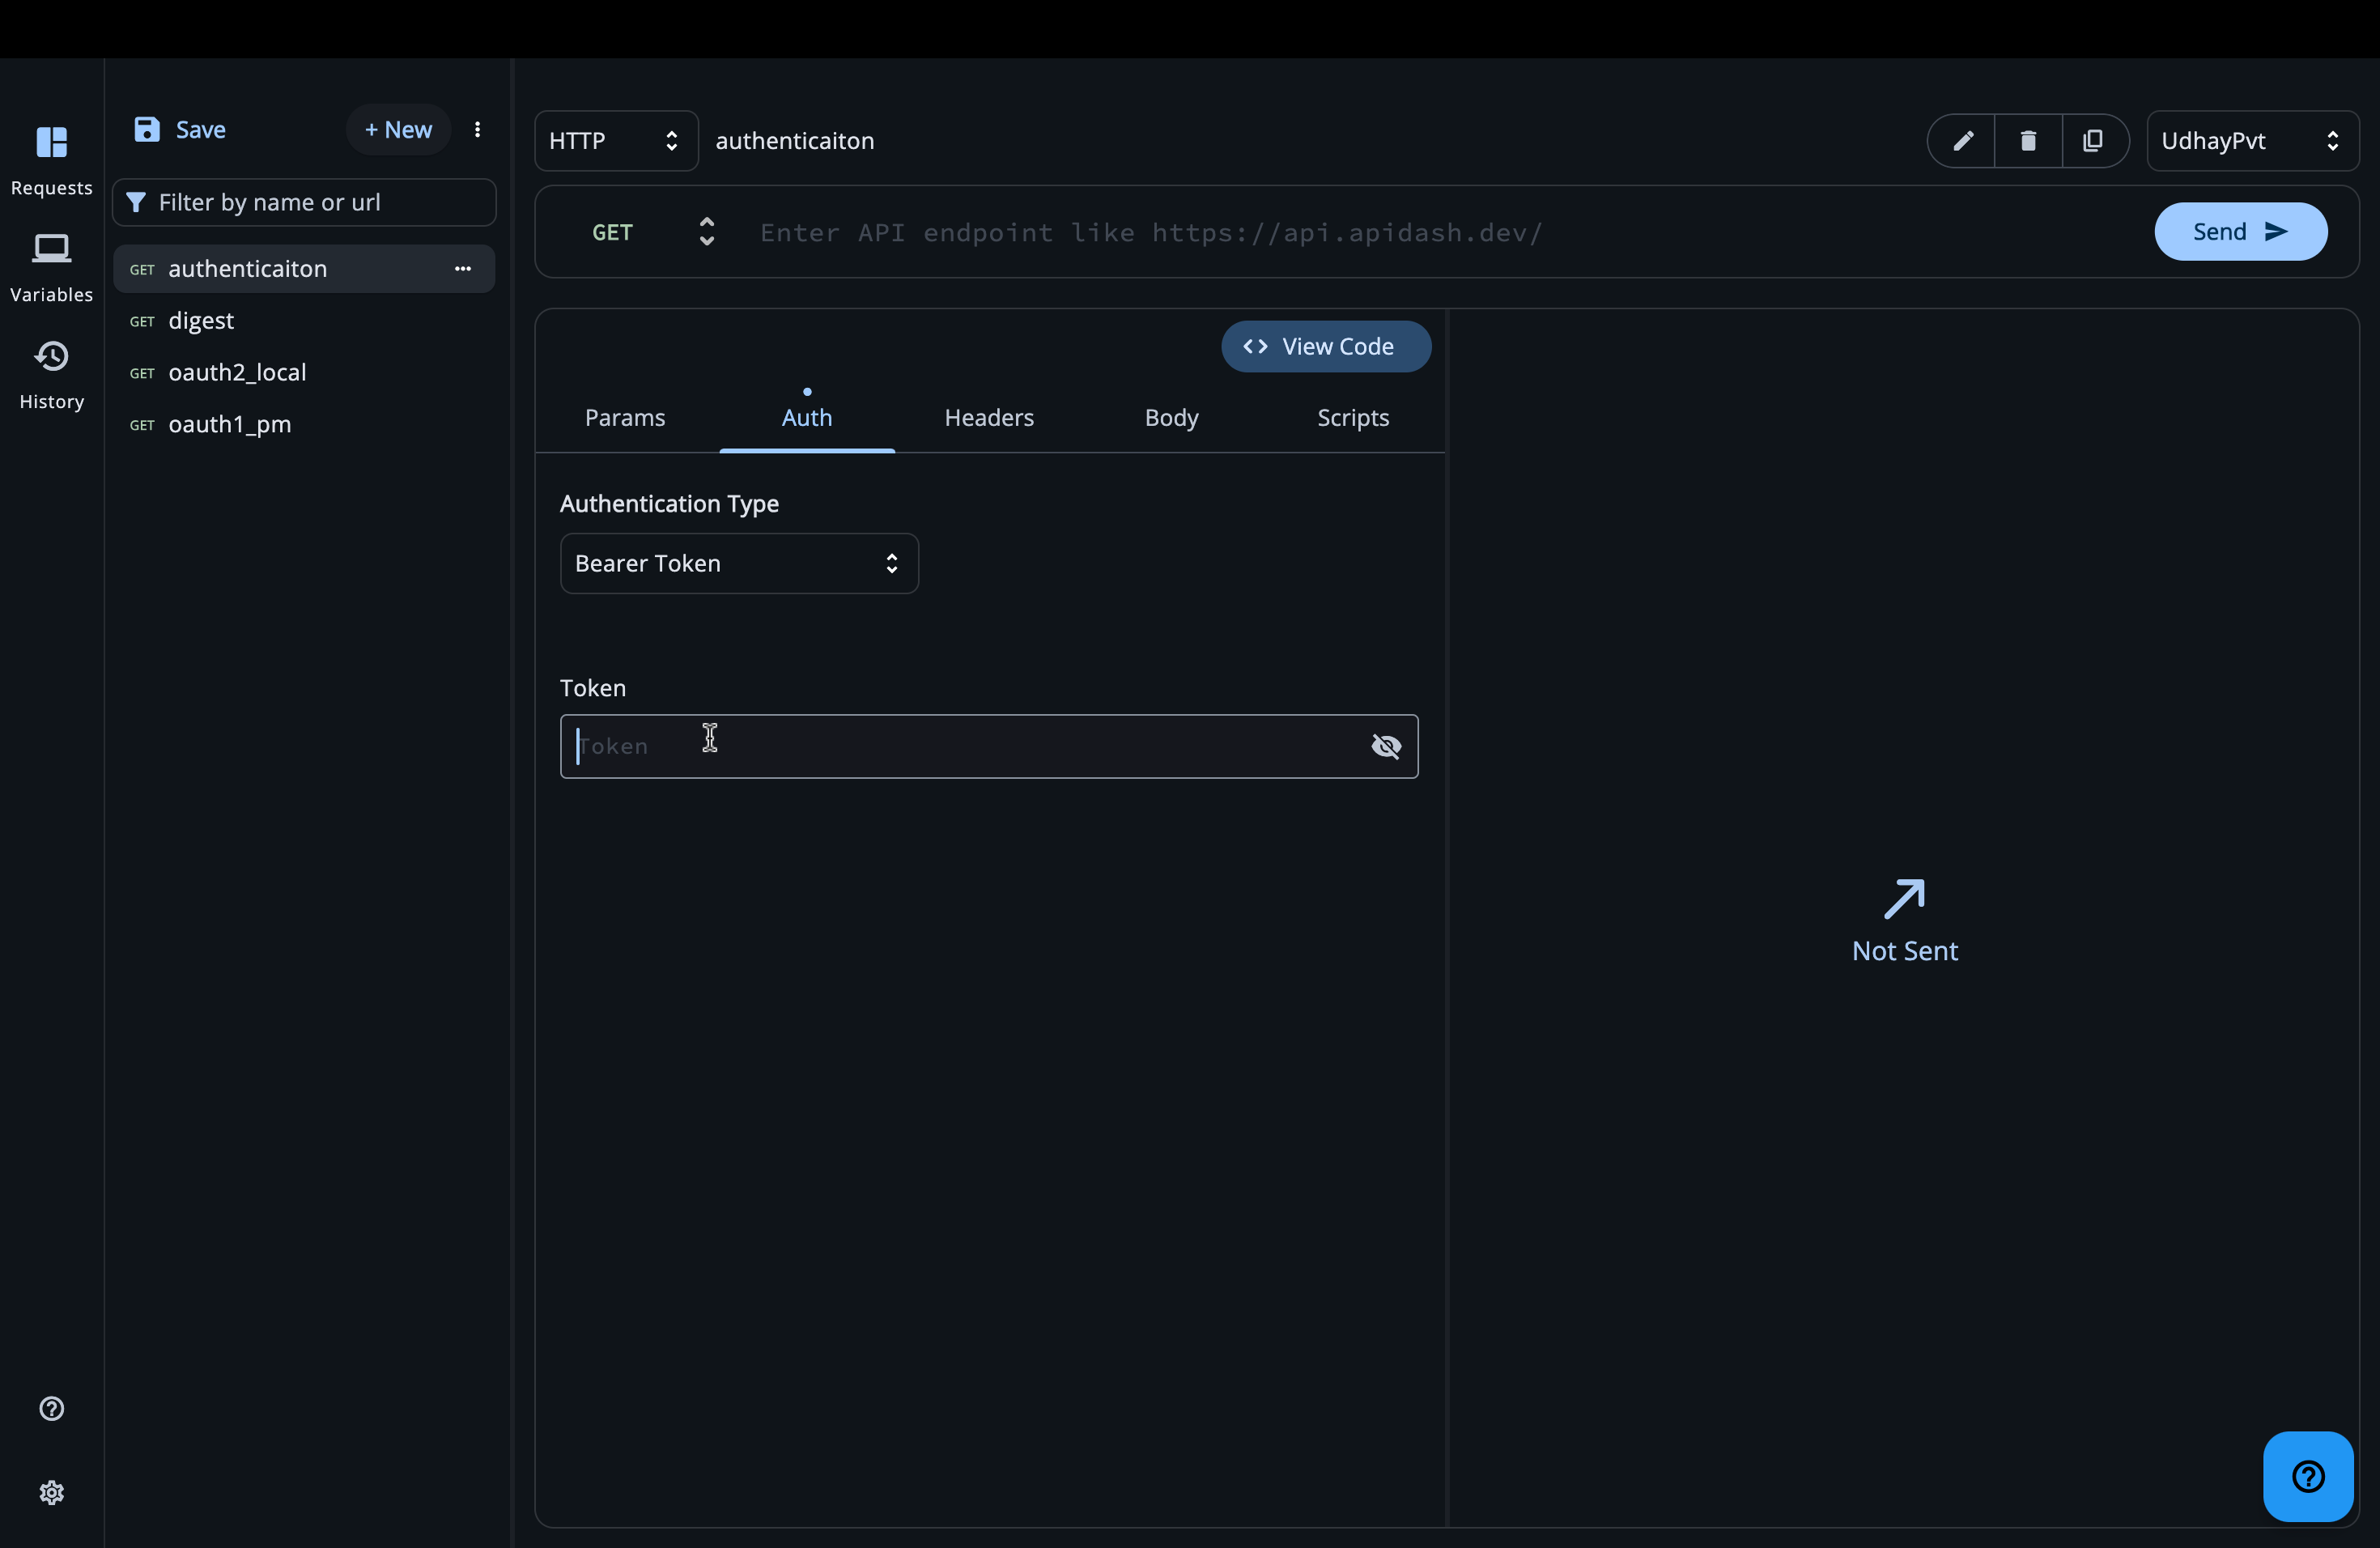 Requests
Variables
History
Save
+ New
Filter by name or url
GET authenticaiton
GET digest
GET oauth2_local
GET oauth1_pm
HTTP
authenticaiton
UdhayPvt
GET
Enter API endpoint like https://api.apidash.dev/
Send
View Code
Params
Auth
Headers
Body
Scripts
Authentication Type
Bearer Token
Token
Token
Not Sent